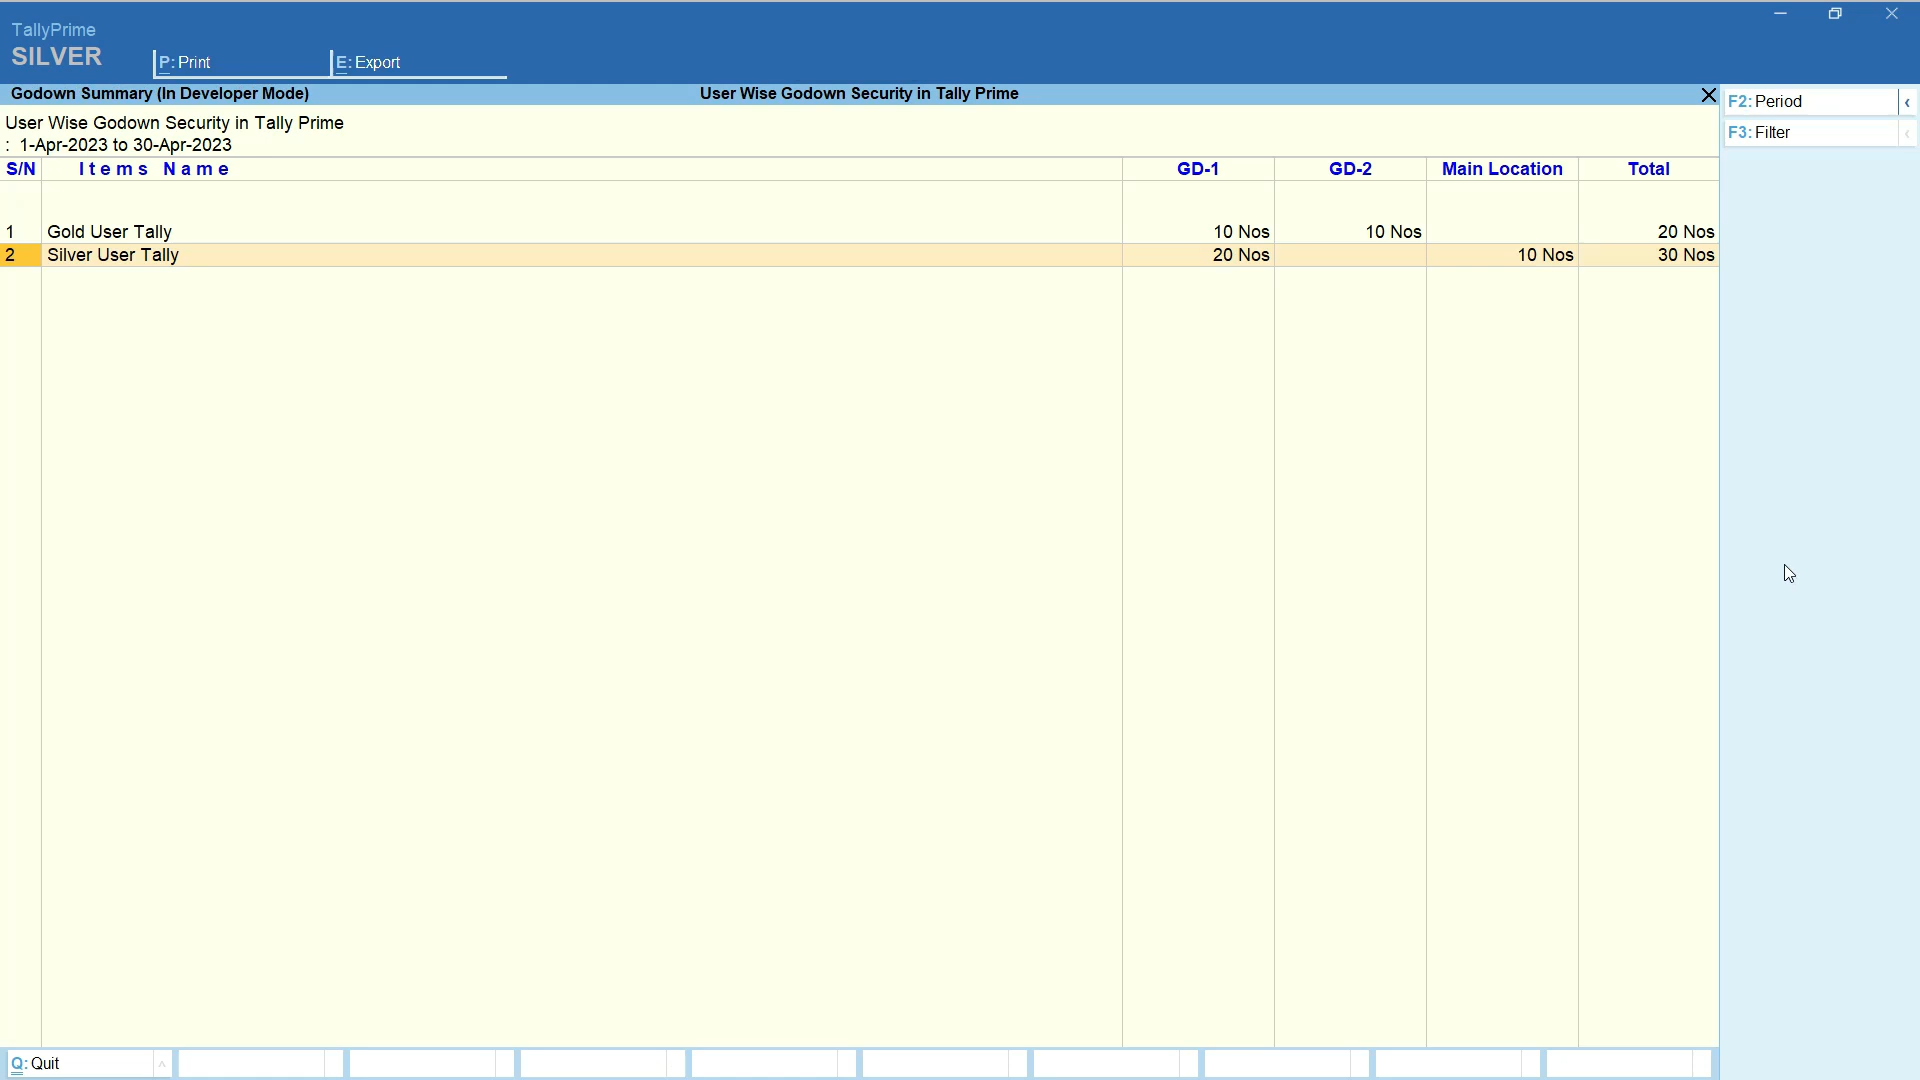 TallyPrime
SILVER
P: Print
E: Export
Godown Summary (In Developer Mode)
User Wise Godown Security in Tally Prime
F2: Period
User Wise Godown Security in Tally Prime
: 1-Apr-2023 to 30-Apr-2023
F3: Filter
S/N Items Name GD-1 GD-2 Main Location Total
1 Gold User Tally 10 Nos 10 Nos 20 Nos
2 Silver User Tally 20 Nos 10 Nos 30 Nos
Q: Quit